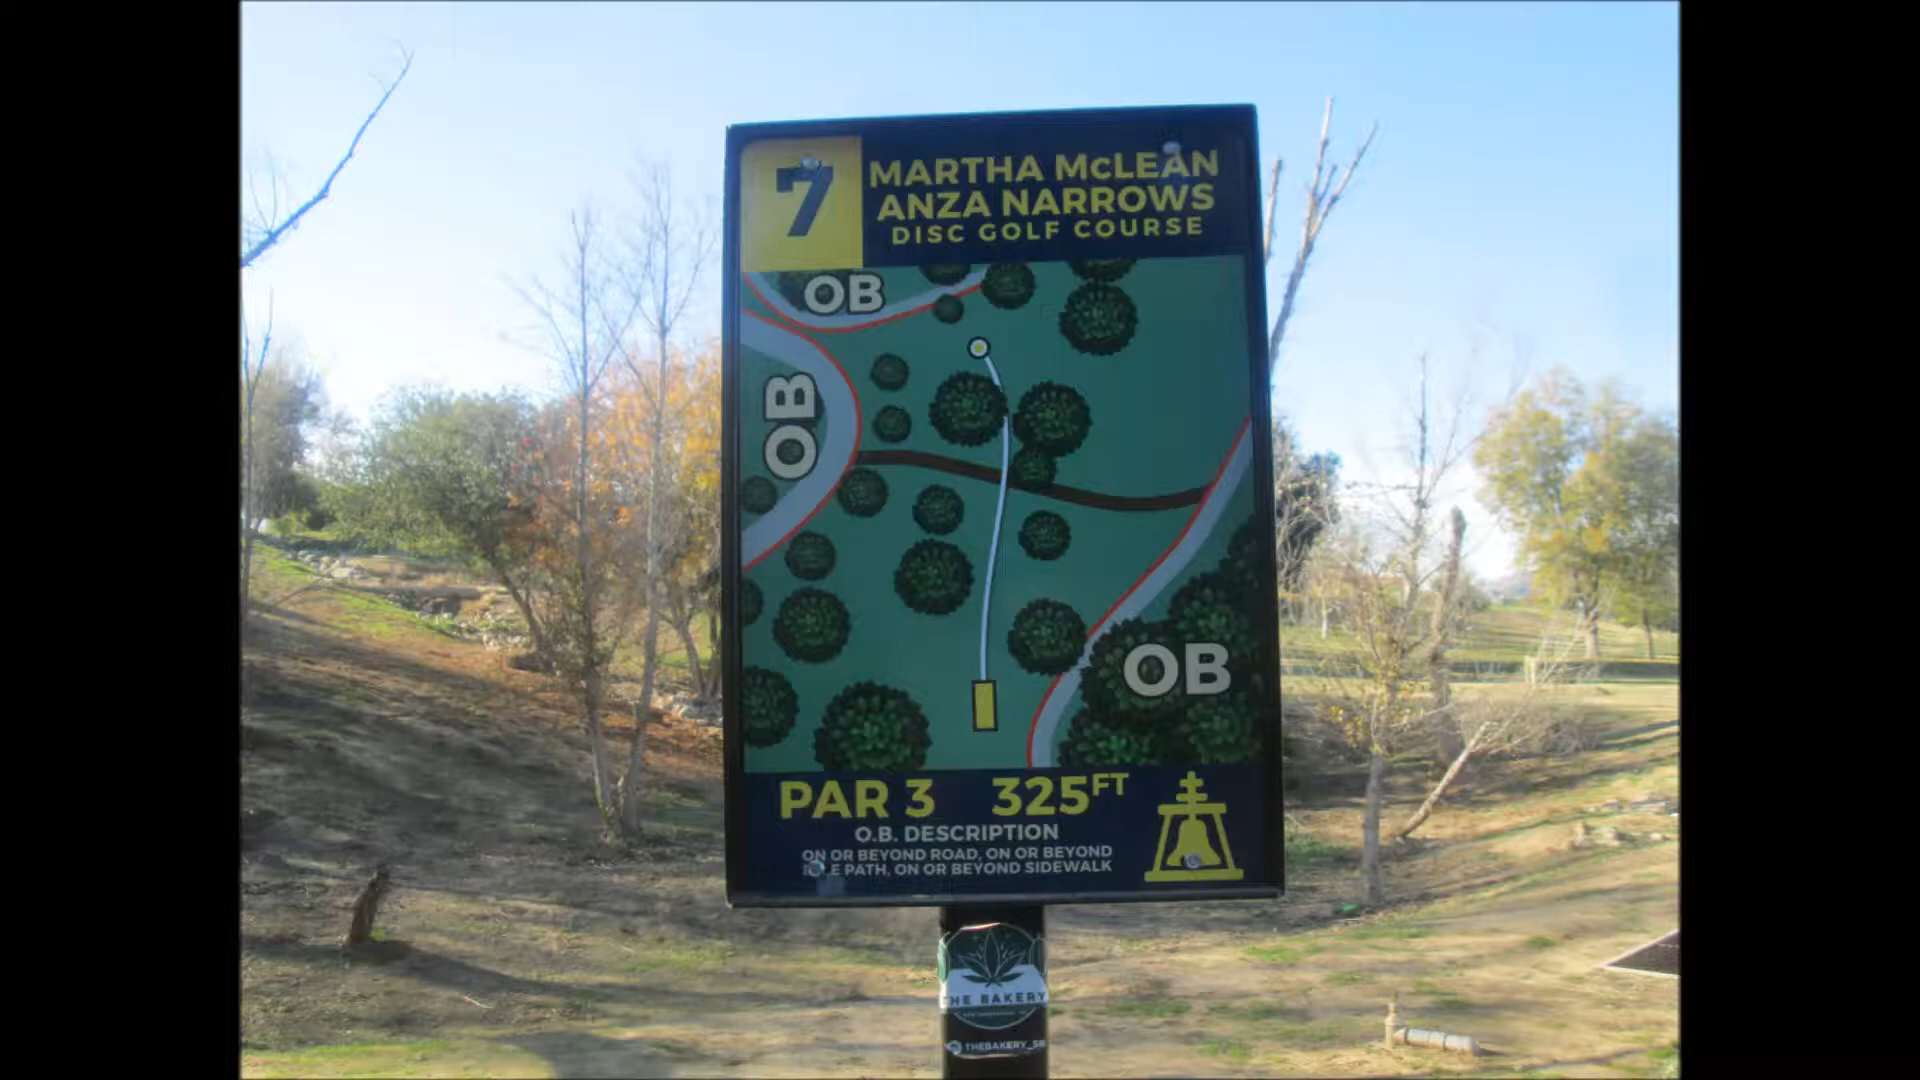 7
MARTHA McLEAN
ANZA NARROWS
DISC GOLF COURSE
OB
OB
OB
PAR 3 325FT
O.B. DESCRIPTION
ON OR BEYOND ROAD, ON OR BEYOND
PATH, ON OR BEYOND SIDEWALK
THE BAKERY